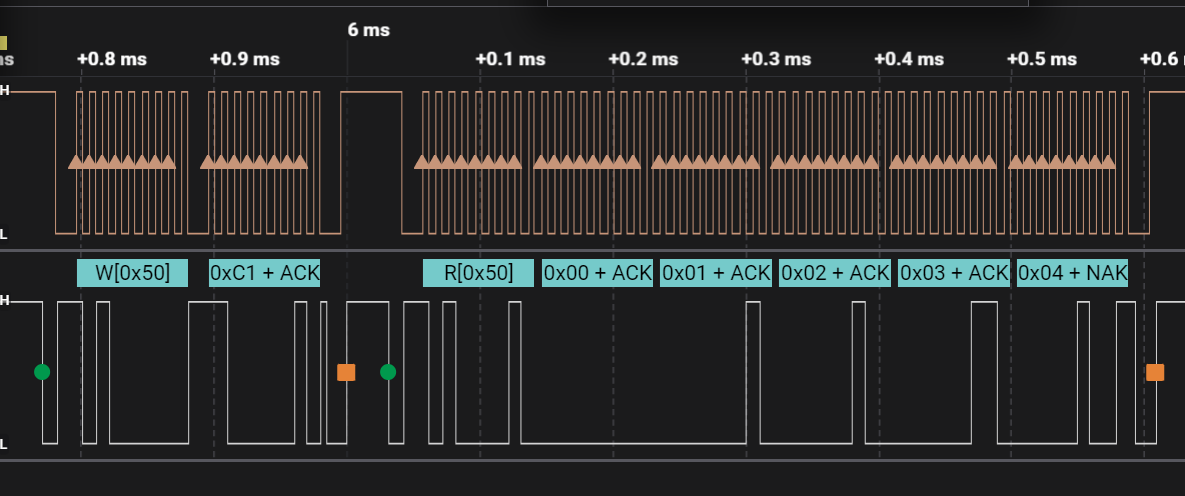 6 ms
ms +0.8 ms +0.9 ms +0.1 ms +0.2 ms +0.3 ms +0.4 ms +0.5 ms +0.6
H
L
W[0x50] 0xC1 + ACK R[0x50] 0x00 + ACK 0x01 + ACK 0x02 + ACK 0x03 + ACK 0x04 + NAK
H
L